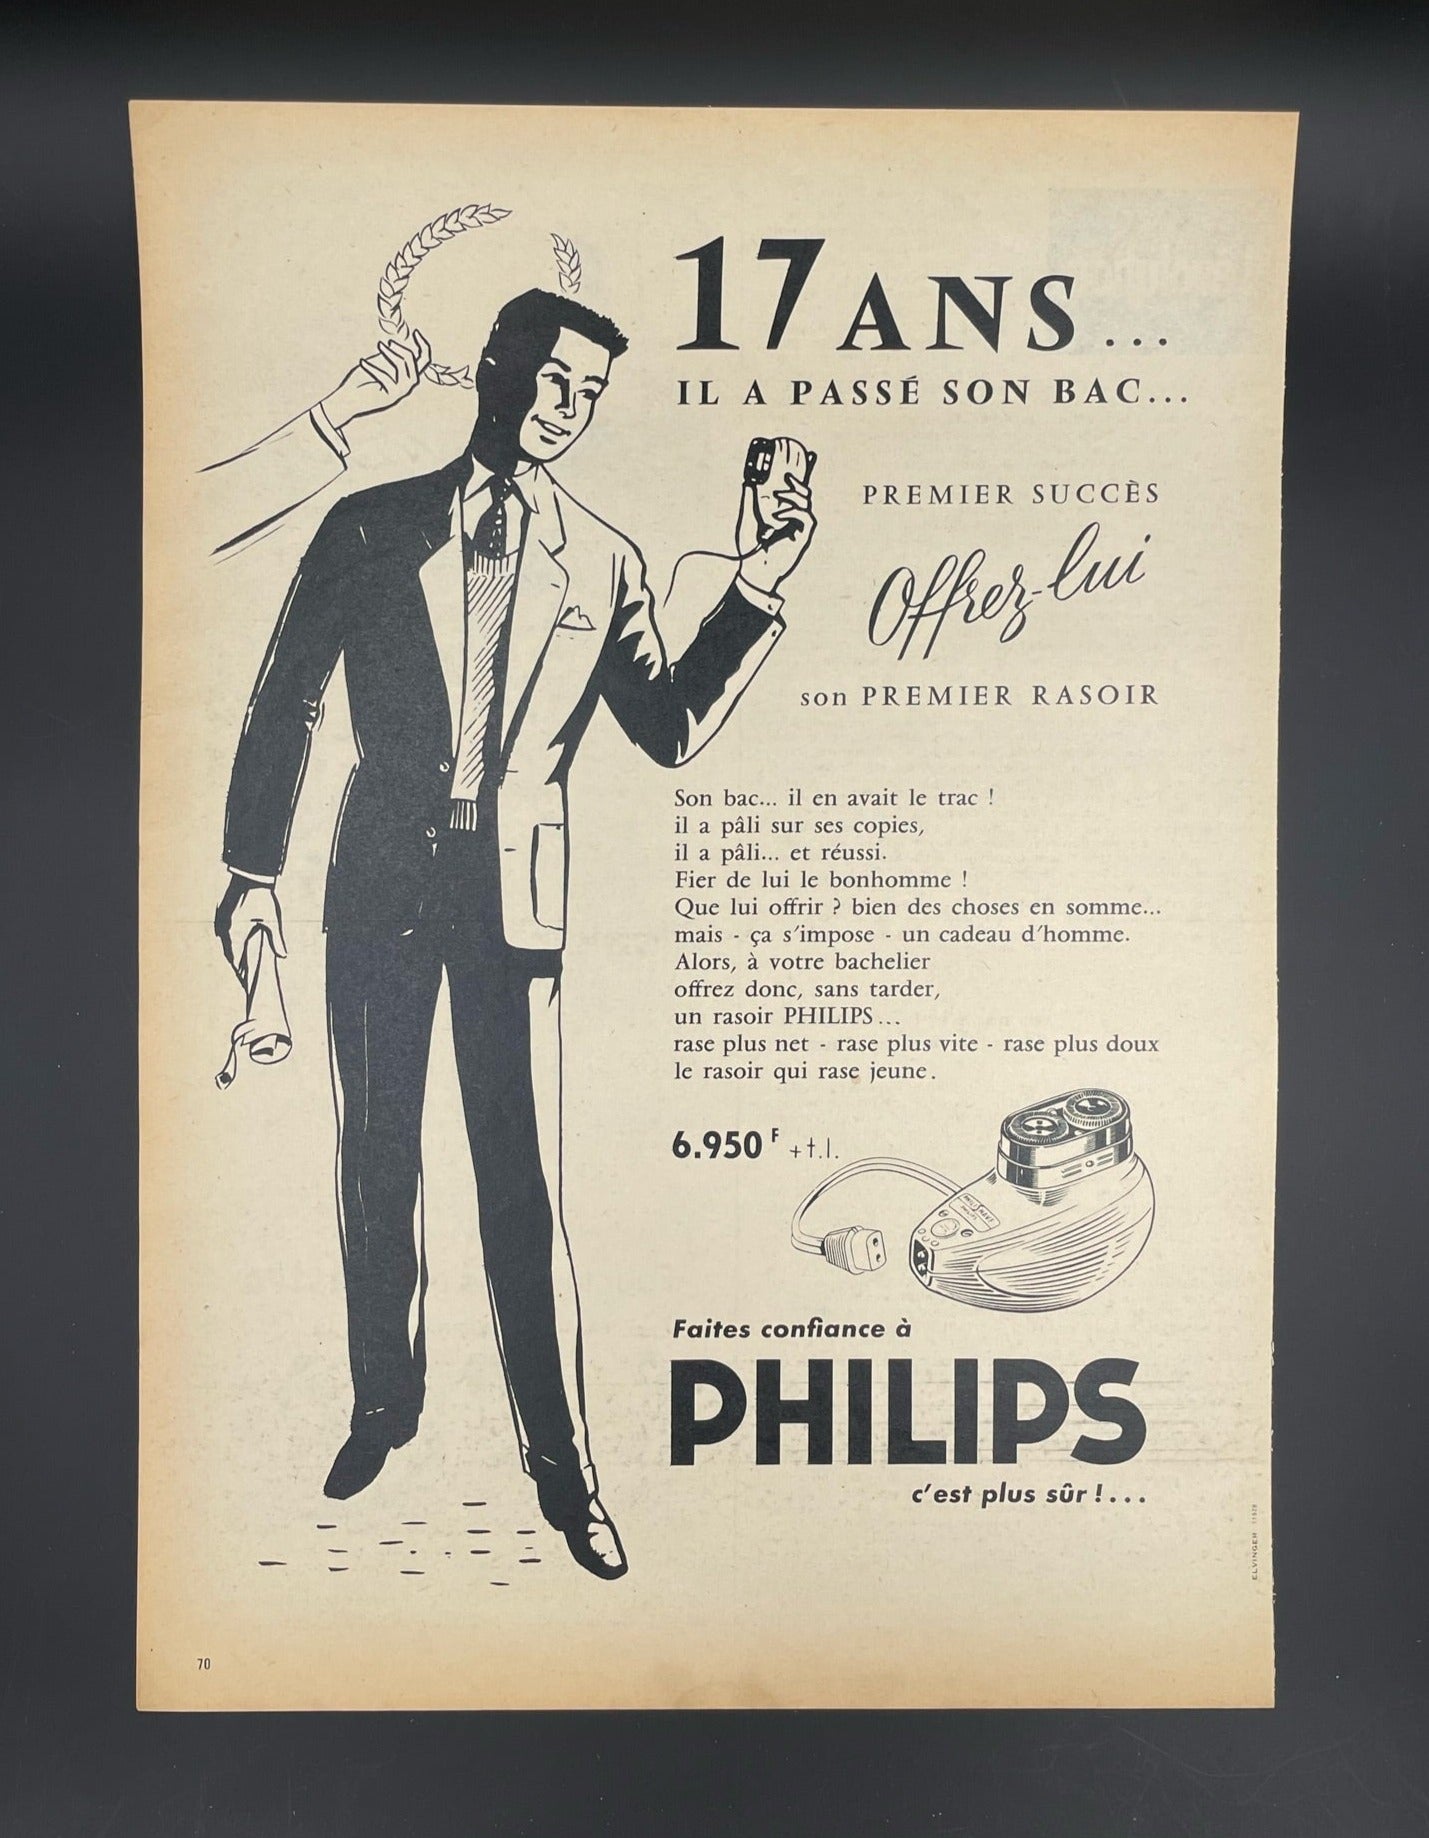 17 ANS...
IL A PASSÉ SON BAC...
PREMIER SUCCÈS
Offrez-lui
son PREMIER RASOIR
Son bac... il en avait le trac !
il a pâli sur ses copies,
il a pâli... et réussi.
Fier de lui le bonhomme !
Que lui offrir ? bien des choses en somme...
mais - ça s'impose - un cadeau d'homme.
Alors, à votre bachelier
offrez donc, sans tarder,
un rasoir PHILIPS...
rase plus net - rase plus vite - rase plus doux
le rasoir qui rase jeune.
6.950 F + t.l.
Faites confiance à
PHILIPS
c'est plus sûr !...
ELVINGER
70